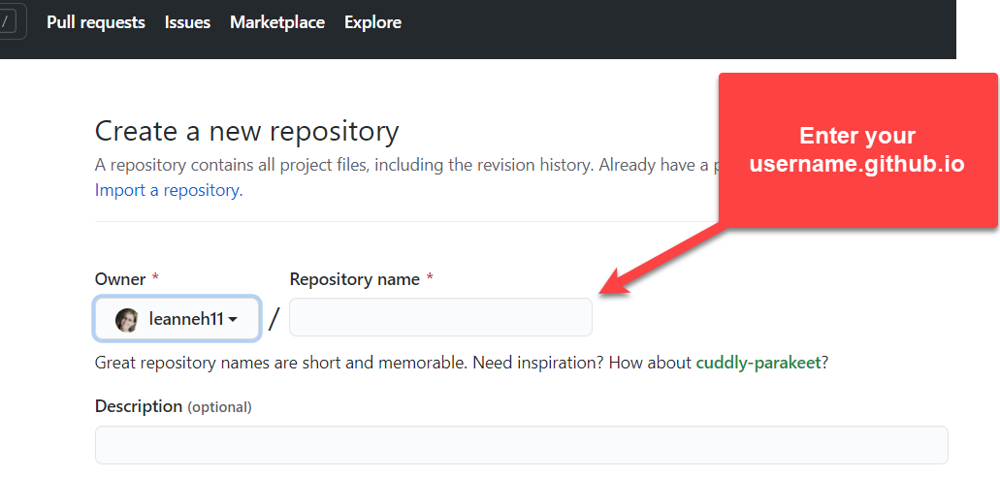 / Pull requests Issues Marketplace Explore
Create a new repository
A repository contains all project files, including the revision history. Already have a
Import a repository.
Enter your
username.github.io
Owner * Repository name *
leanneh11 /
Great repository names are short and memorable. Need inspiration? How about cuddly-parakeet?
Description (optional)